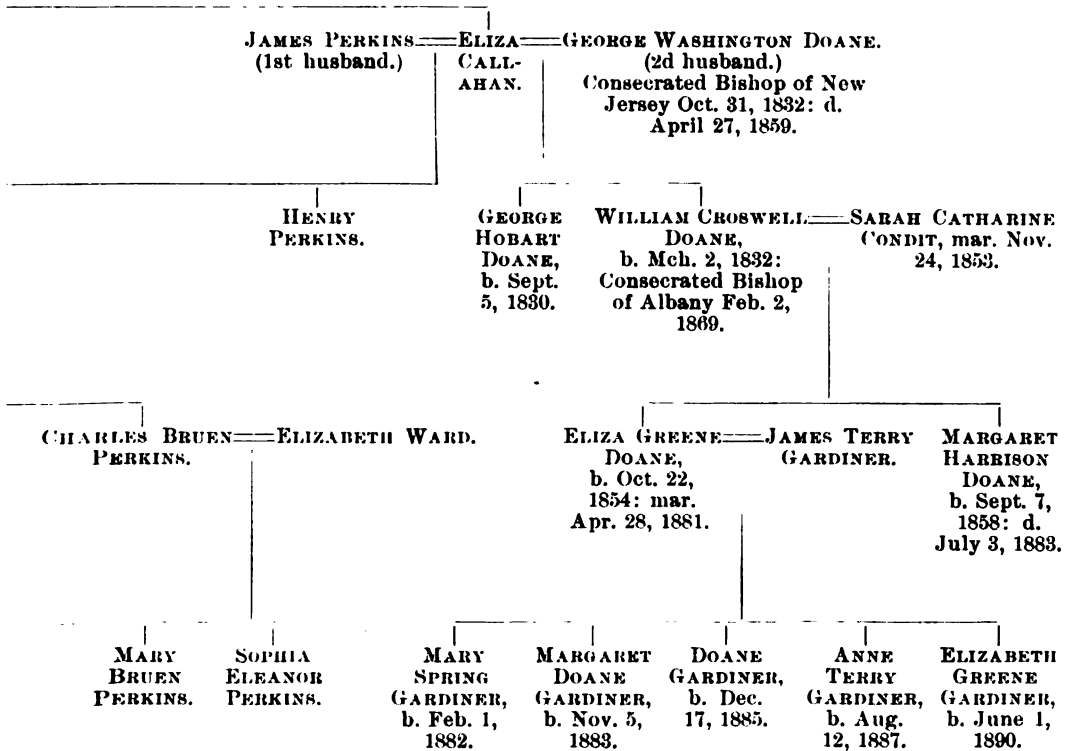 JAMES PERKINS ELIZA GEORGE WASHINGTON DOANE.
(1st husband.) CALL- (2d husband.)
AHAN. Consecrated Bishop of New
Jersey Oct. 31, 1832: d.
April 27, 1859.
HENRY
PERKINS.
GEORGE
HOBART
DOANE,
b. Sept.
5, 1830.
WILLIAM CROSWELL
DOANE,
b. Mch. 2, 1832:
Consecrated Bishop
of Albany Feb. 2,
1869.
SARAH CATHARINE
CONDIT, mar. Nov.
24, 1853.
CHARLES BRUEN
PERKINS.
ELIZABETH WARD.
ELIZA GREENE
DOANE,
b. Oct. 22,
1854: mar.
Apr. 28, 1881.
JAMES TERRY
GARDINER.
MARGARET
HARRISON
DOANE,
b. Sept. 7,
1858: d.
July 3, 1883.
MARY
BRUEN
PERKINS.
SOPHIA
ELEANOR
PERKINS.
MARY
SPRING
GARDINER,
b. Feb. 1,
1882.
MARGARET
DOANE
GARDINER,
b. Nov. 5,
1883.
DOANE
GARDINER,
b. Dec.
17, 1885.
ANNE
TERRY
GARDINER,
b. Aug.
12, 1887.
ELIZABETH
GREENE
GARDINER,
b. June 1,
1890.